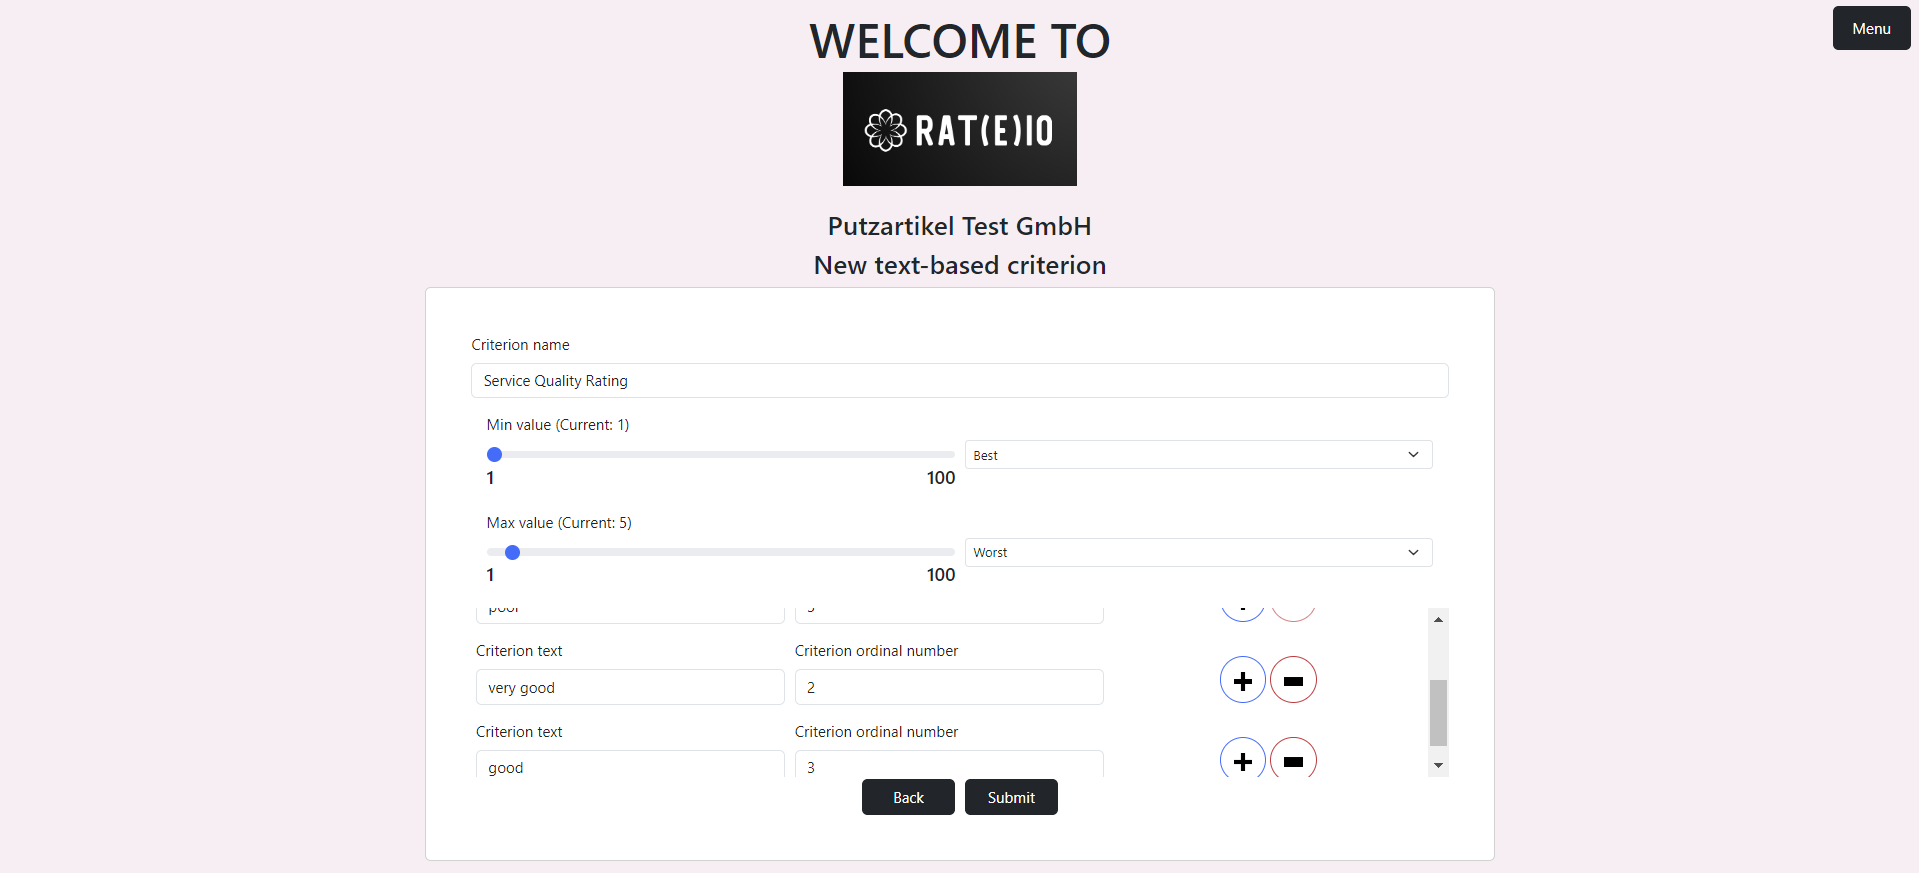 WELCOME TO
Menu
RAT(E)IO
Putzartikel Test GmbH
New text-based criterion
Criterion name
Service Quality Rating
Min value (Current: 1)
Best
1 100
Max value (Current: 5)
Worst
1 100
poor 5
Criterion text Criterion ordinal number
very good 2
Criterion text Criterion ordinal number
good 3
Back Submit